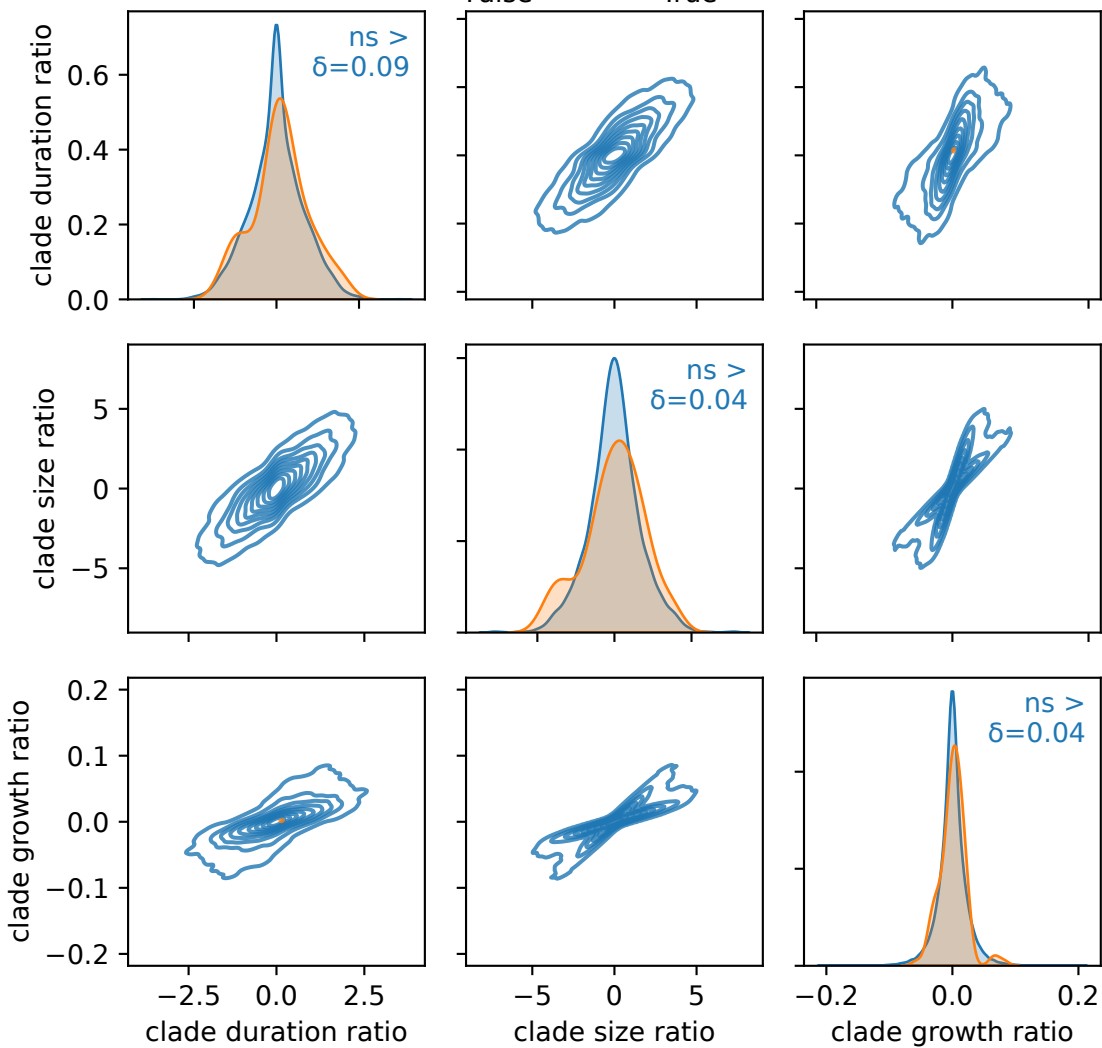 clade duration ratio
0.6
0.4
0.2
0.0
ns >
δ=0.09
clade size ratio
5
0
−5
ns >
δ=0.04
clade growth ratio
0.2
0.1
0.0
−0.1
−0.2
ns >
δ=0.04
−2.5 0.0 2.5
−5 0 5
−0.2 0.0 0.2
clade duration ratio
clade size ratio
clade growth ratio